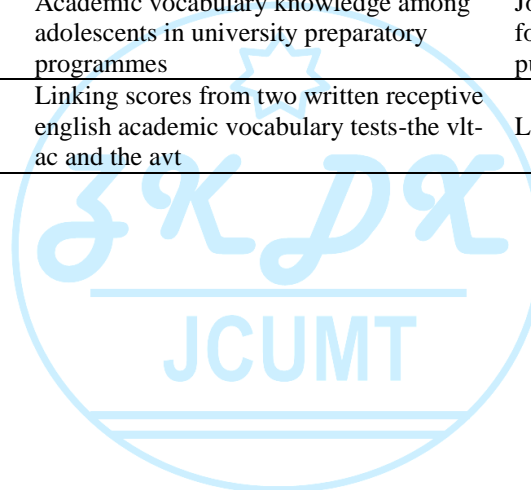 Academic vocabulary knowledge among
adolescents in university preparatory
programmes
Linking scores from two written receptive
english academic vocabulary tests-the vlt-
ac and the avt
ZKDX
JCUMT